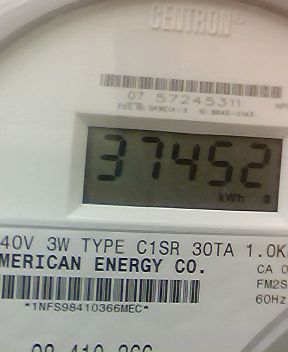 CENTRON®
07 57245311
37452
kWh
40V 3W TYPE C1SR 30TA 1.0K
MERICAN ENERGY CO.
CA 0
FM2S
60Hz
*1NFS98410366MEC*